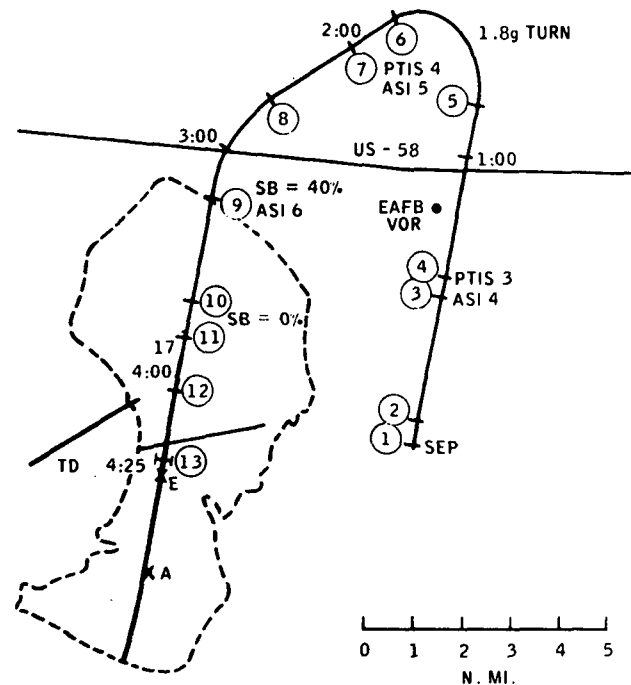 6
1.8g TURN
2:00
7
PTIS 4
ASI 5
8
5
3:00
US - 58
1:00
9
SB = 40%
ASI 6
EAFB
VOR
4
PTIS 3
3
ASI 4
10
SB = 0%
17
11
4:00
12
2
1
SEP
TD
4:25
13
E
A
0 1 2 3 4 5
N. MI.